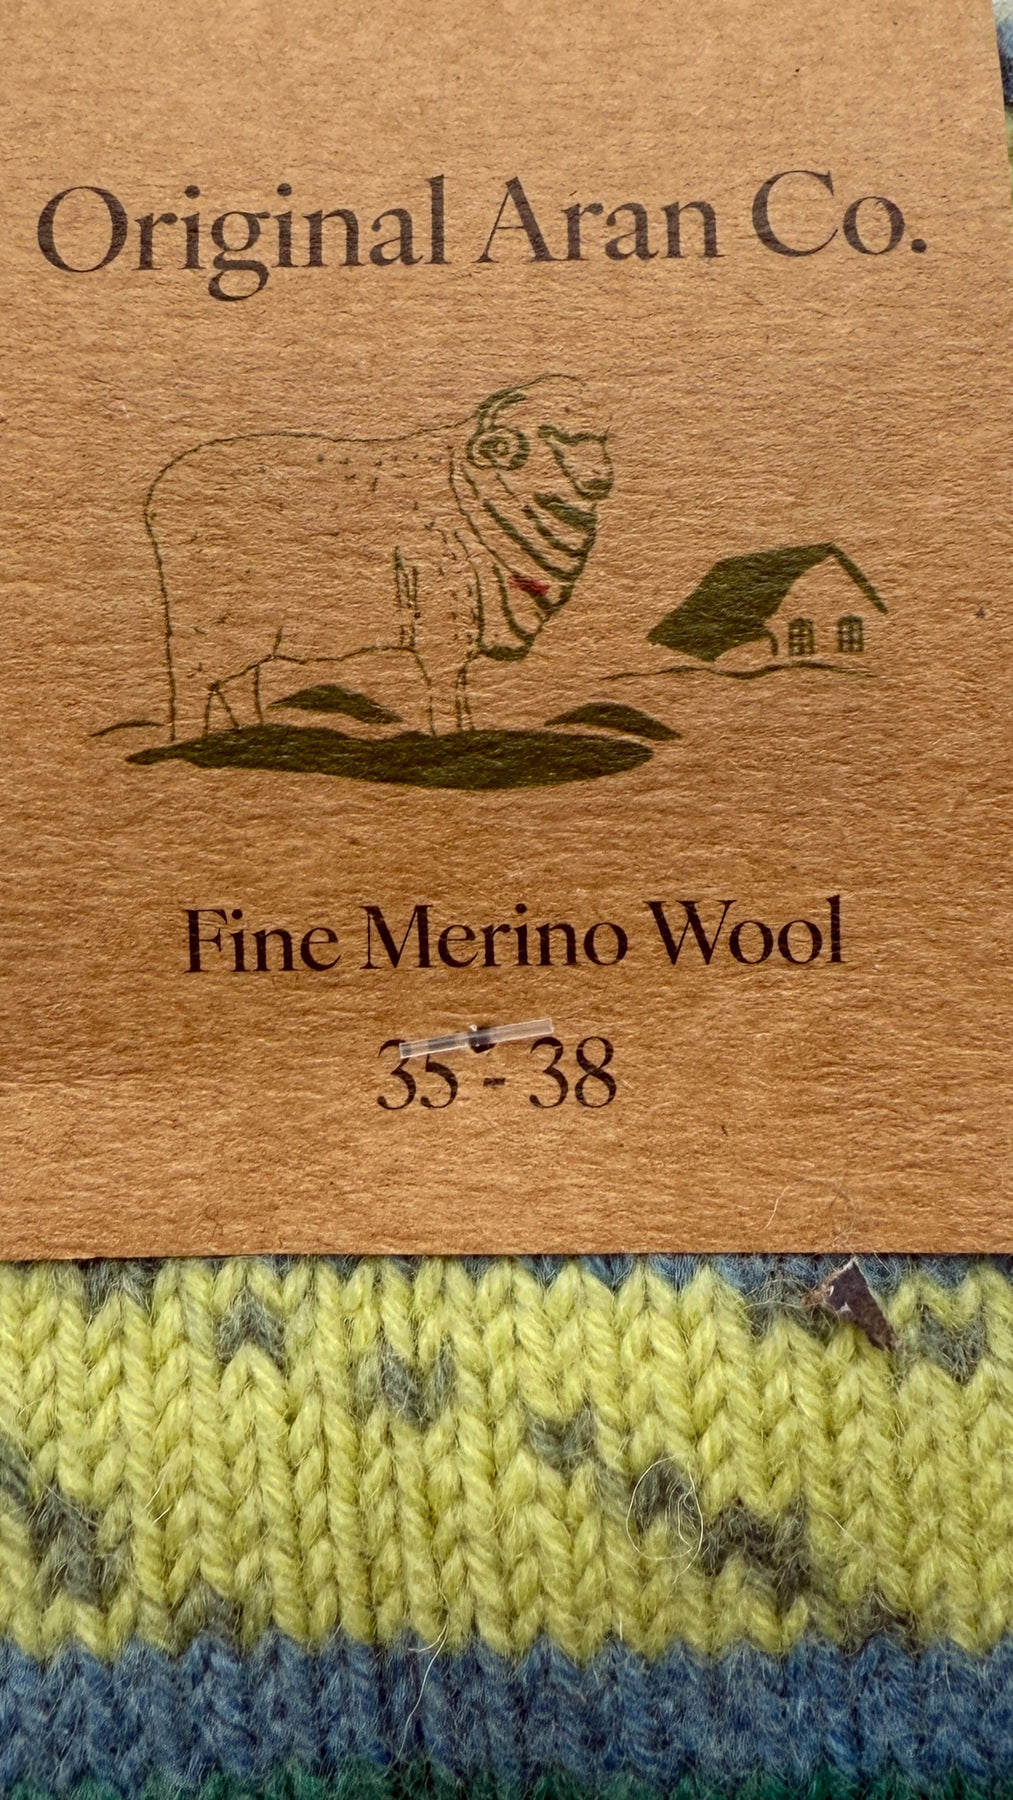 Original Aran Co.
Fine Merino Wool
35 - 38